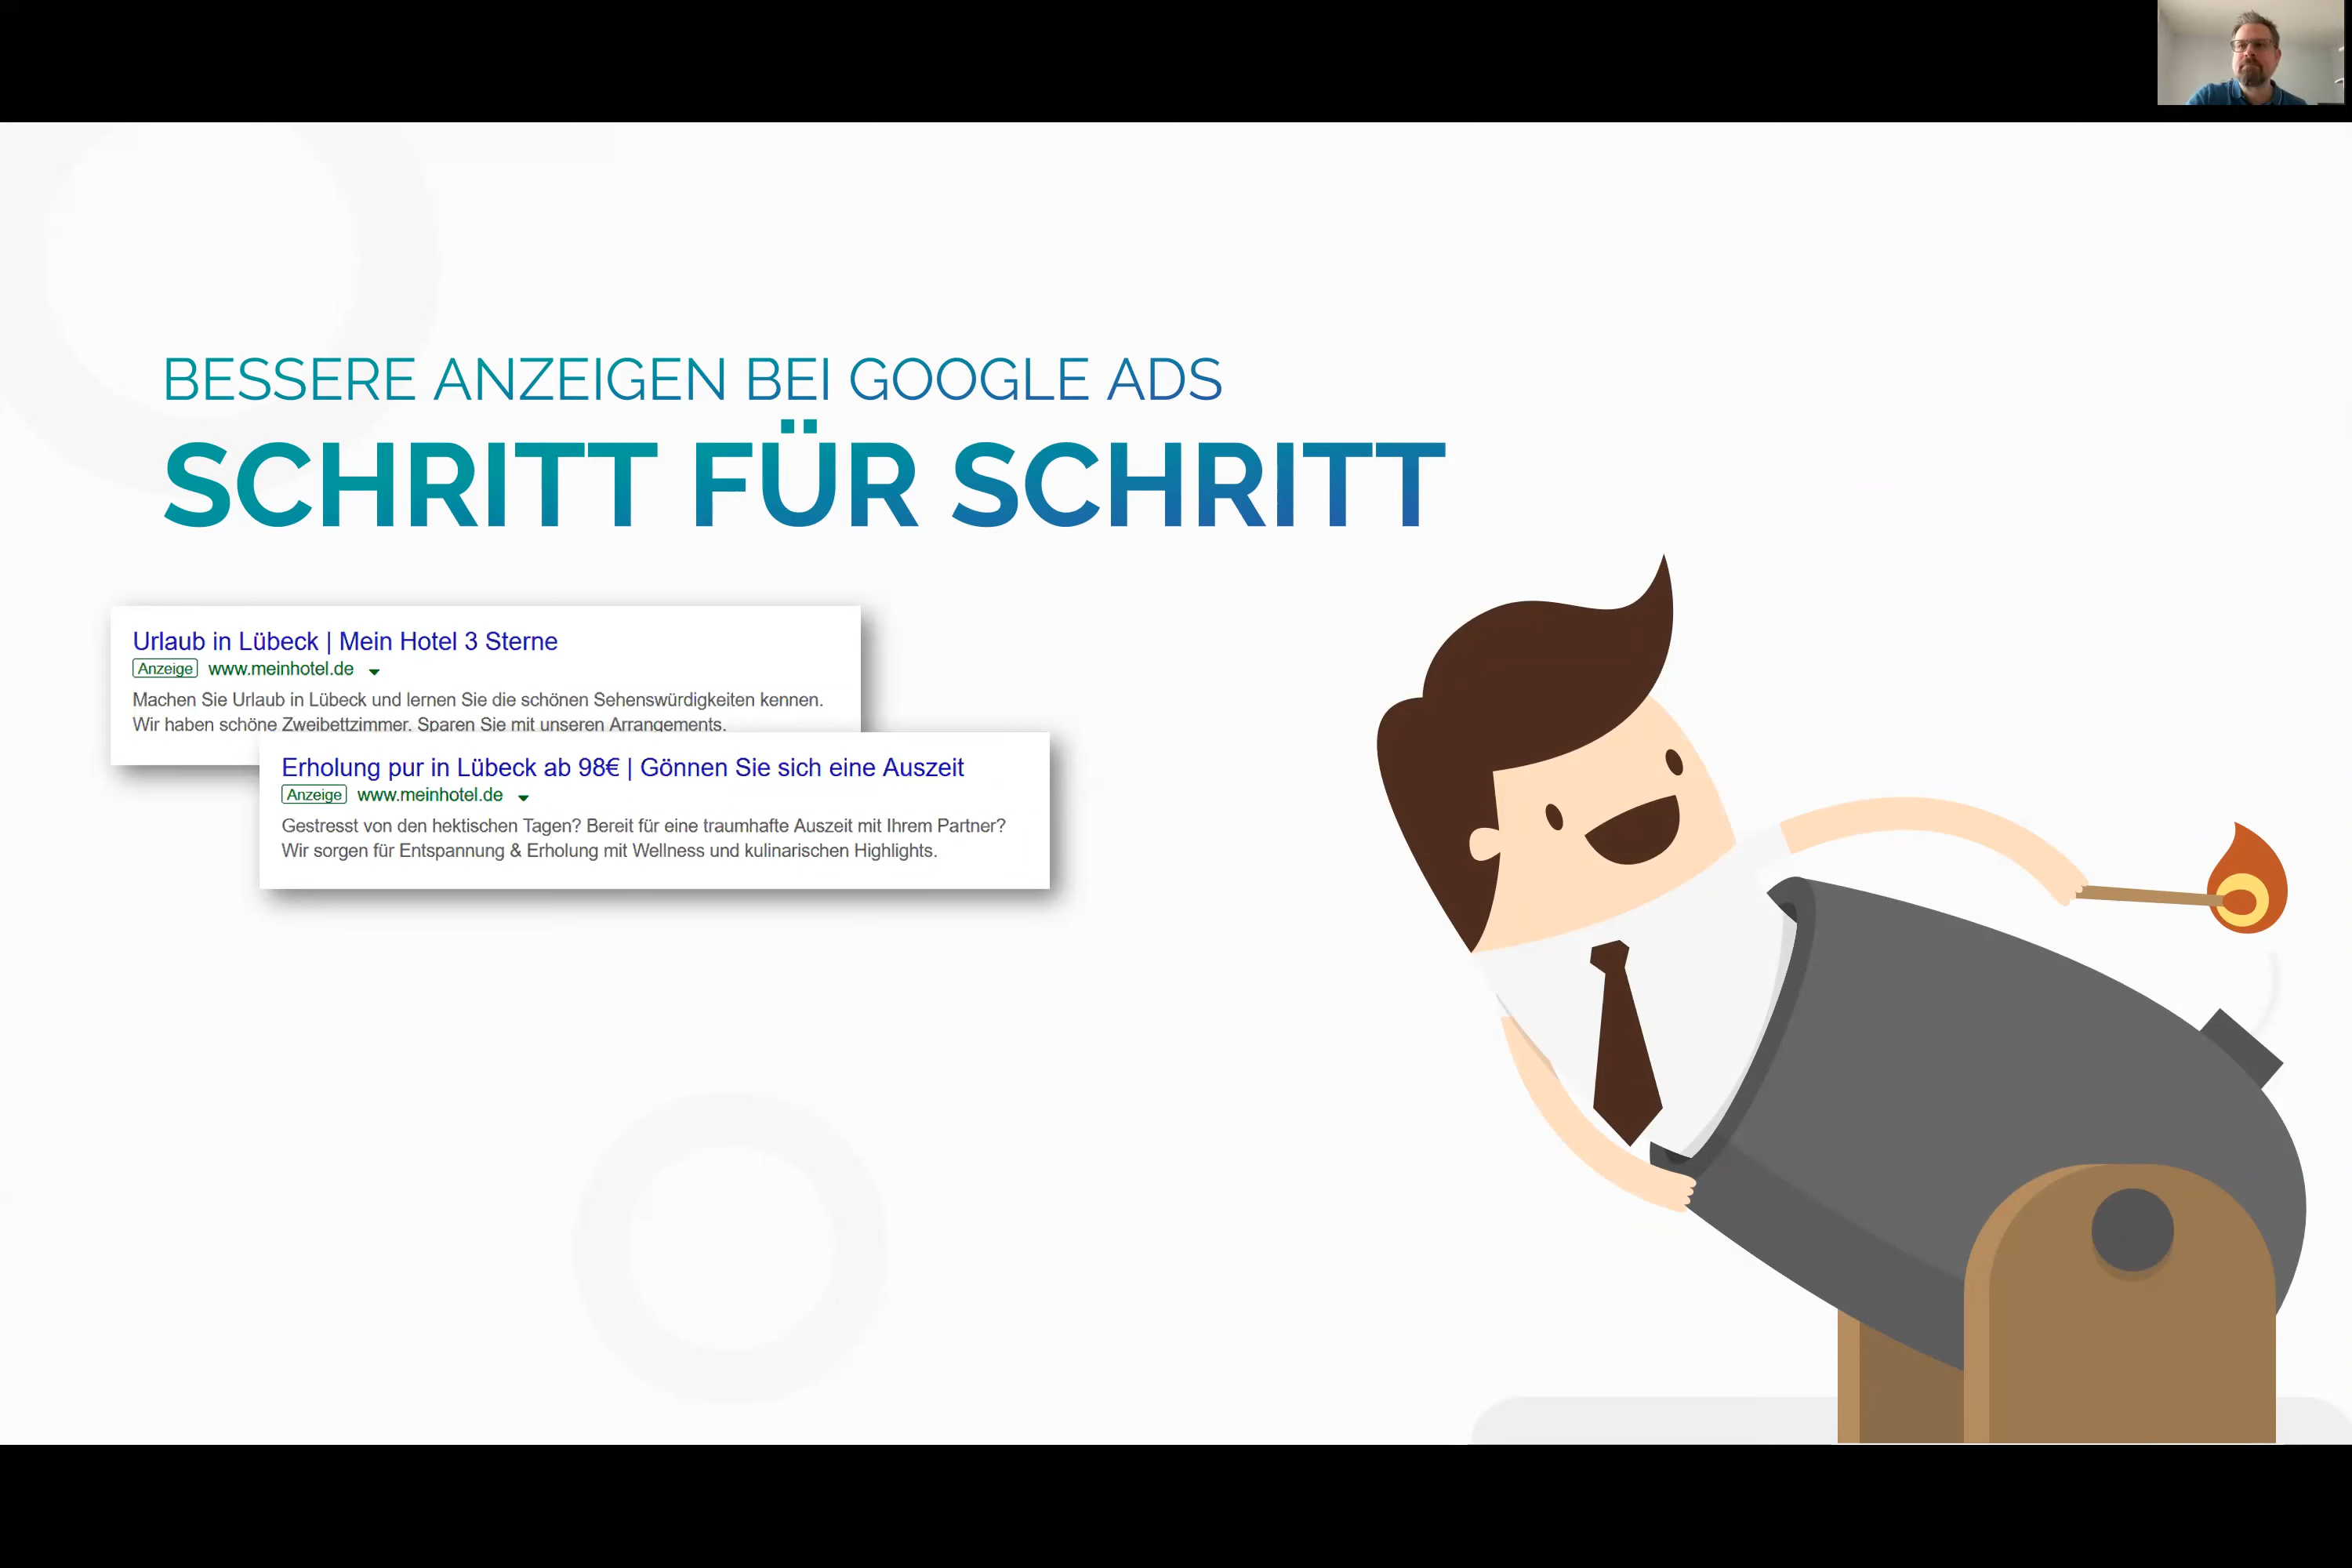 BESSERE ANZEIGEN BEI GOOGLE ADS
SCHRITT FÜR SCHRITT
Urlaub in Lübeck | Mein Hotel 3 Sterne
Anzeige www.meinhotel.de
Machen Sie Urlaub in Lübeck und lernen Sie die schönen Sehenswürdigkeiten kennen.
Wir haben schöne Zweibettzimmer. Sparen Sie mit unseren Arrangements.
Erholung pur in Lübeck ab 98€ | Gönnen Sie sich eine Auszeit
Anzeige www.meinhotel.de
Gestresst von den hektischen Tagen? Bereit für eine traumhafte Auszeit mit Ihrem Partner?
Wir sorgen für Entspannung & Erholung mit Wellness und kulinarischen Highlights.